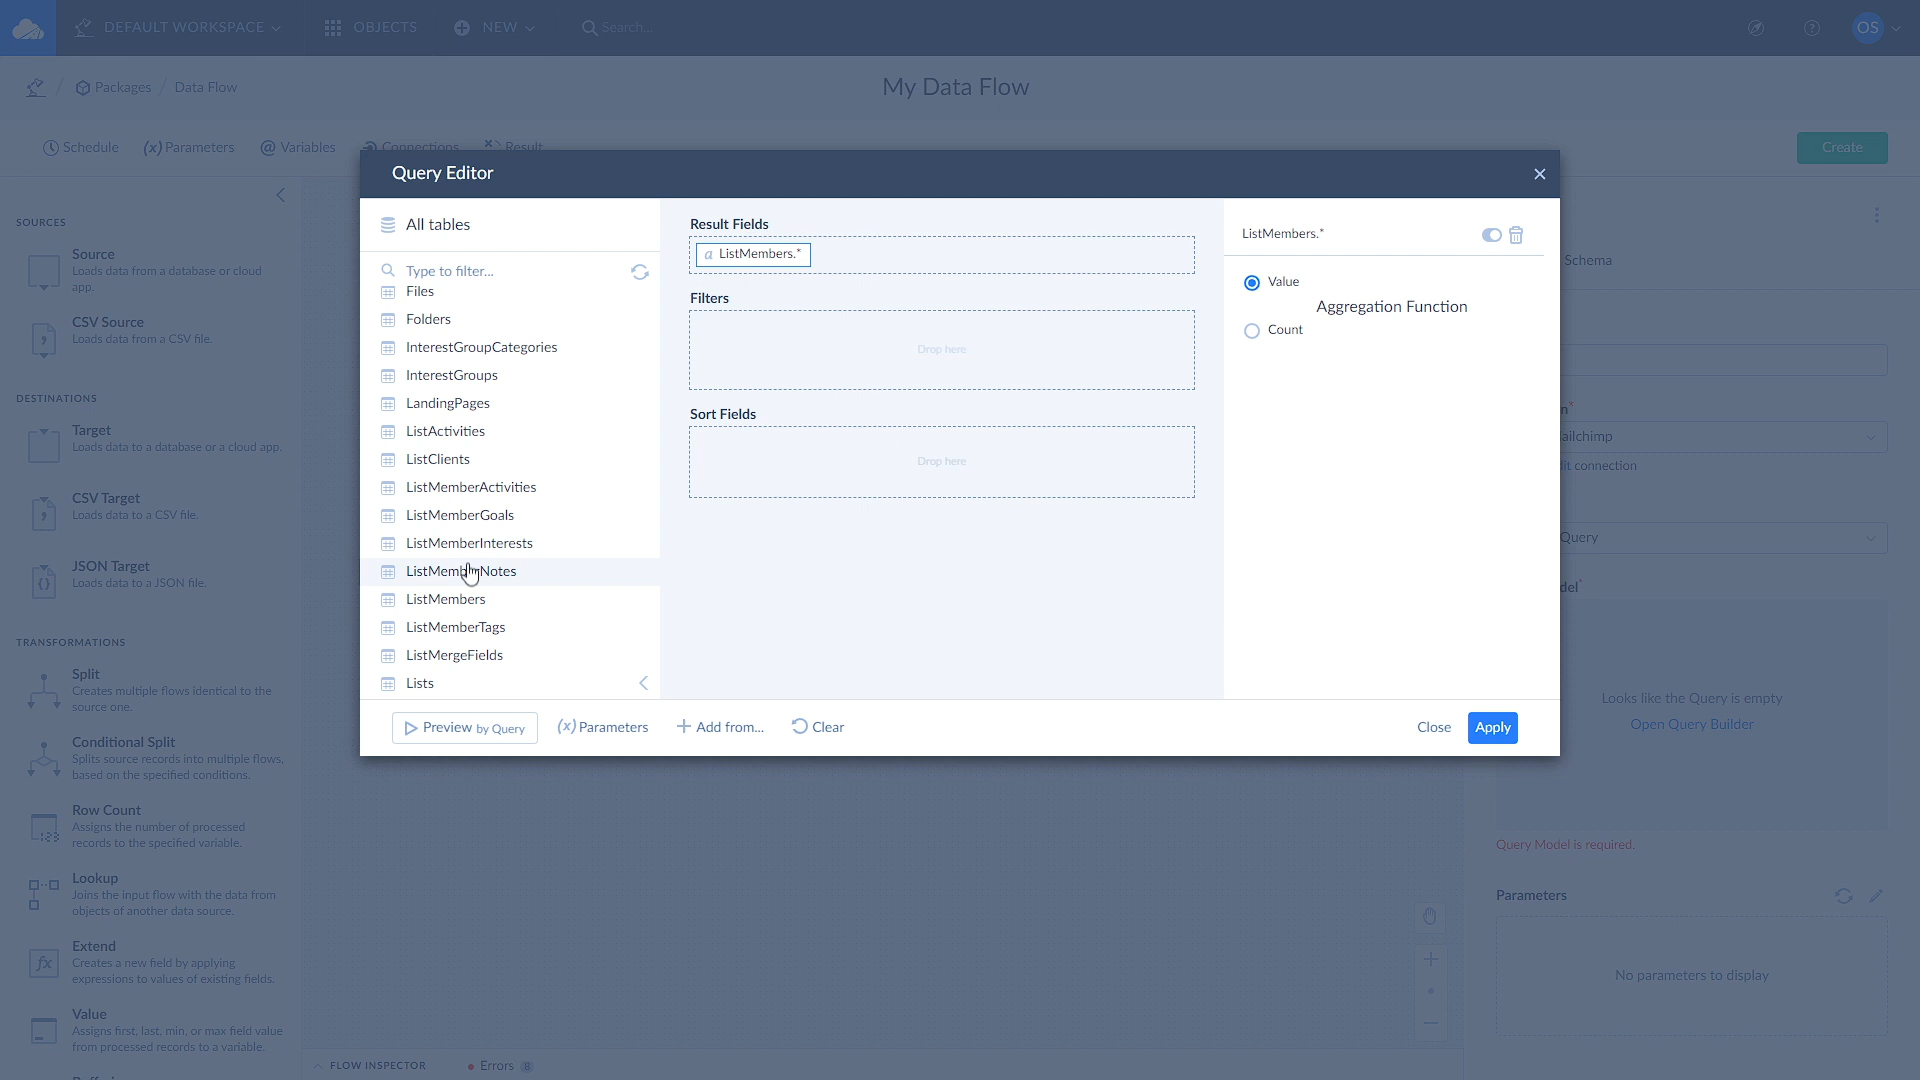 DEFAULT WORKSPACE
OBJECTS
NEW
Search...
OS
Packages / Data Flow
My Data Flow
Schedule
(x) Parameters
@ Variables
Connections
Result
Create
SOURCES
Source
Loads data from a database or cloud
app.
CSV Source
Loads data from a CSV file.
DESTINATIONS
Target
Loads data to a database or a cloud app.
CSV Target
Loads data to a CSV file.
JSON Target
Loads data to a JSON file.
TRANSFORMATIONS
Split
Creates multiple flows identical to the
source one.
Conditional Split
Splits source records into multiple flows,
based on the specified conditions.
Row Count
Assigns the number of processed
records to the specified variable.
Lookup
Joins the input flow with the data from
objects of another data source.
Extend
Creates a new field by applying
expressions to values of existing fields.
Value
Assigns first, last, min, or max field value
from processed records to a variable.
Query Editor
All tables
Type to filter...
Files
Folders
InterestGroupCategories
InterestGroups
LandingPages
ListActivities
ListClients
ListMemberActivities
ListMemberGoals
ListMemberInterests
ListMemberNotes
ListMembers
ListMemberTags
ListMergeFields
Lists
Result Fields
a ListMembers.*
Filters
Drop here
Sort Fields
Drop here
ListMembers.*
Value
Aggregation Function
Count
Preview by Query
(x) Parameters
Add from...
Clear
Close
Apply
Schema
n*
ailchimp
it connection
Query
del*
Looks like the Query is empty
Open Query Builder
Query Model is required.
Parameters
No parameters to display
FLOW INSPECTOR
Errors 8